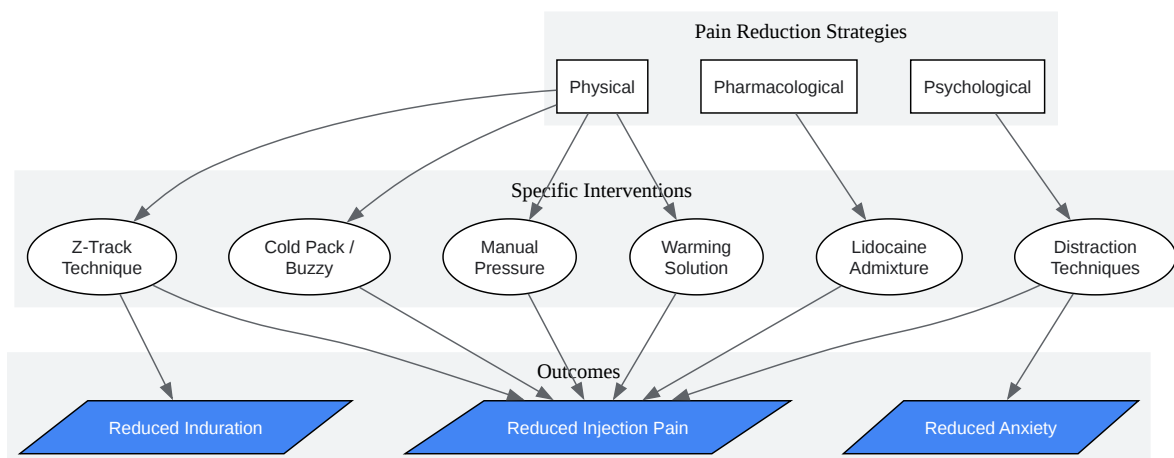 Pain Reduction Strategies
Physical
Pharmacological
Psychological
Specific Interventions
Z-Track
Technique
Cold Pack /
Buzzy
Manual
Pressure
Warming
Solution
Lidocaine
Admixture
Distraction
Techniques
Outcomes
Reduced Induration
Reduced Injection Pain
Reduced Anxiety